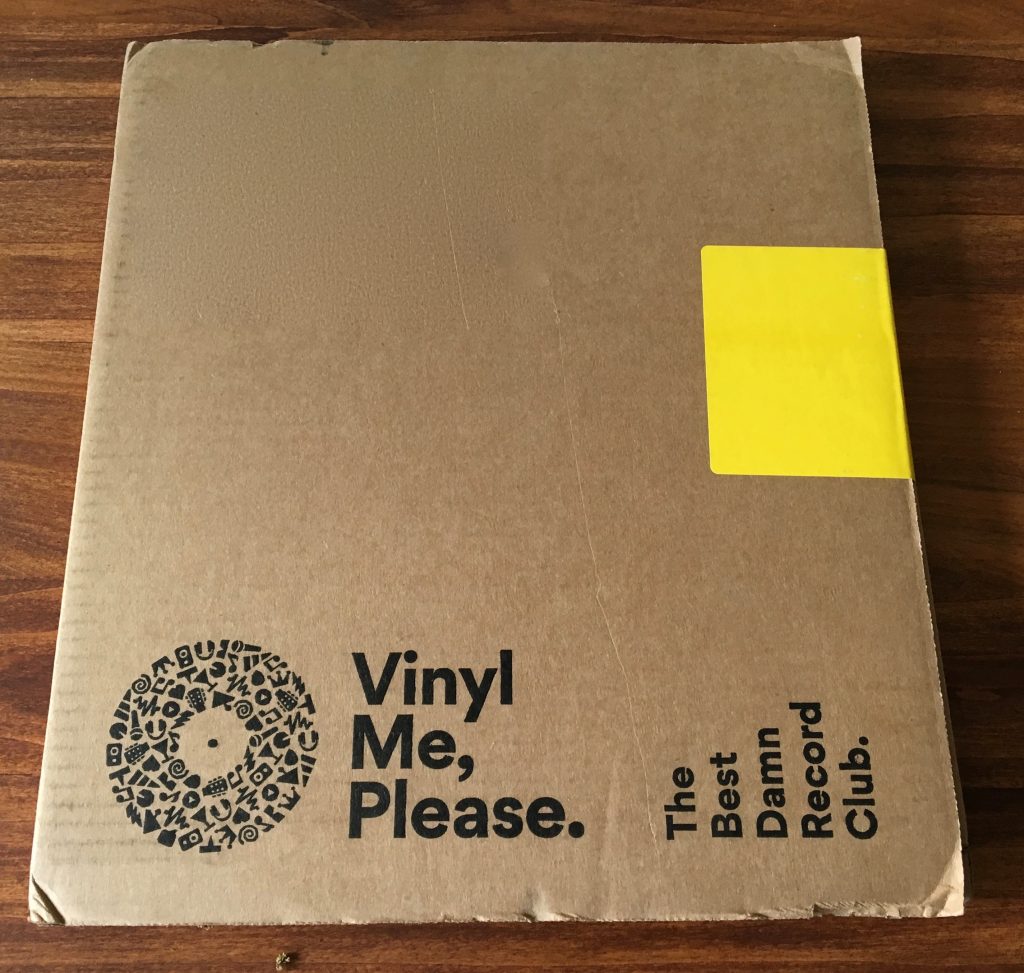 Vinyl
Me,
Please.
The
Best
Damn
Record
Club.